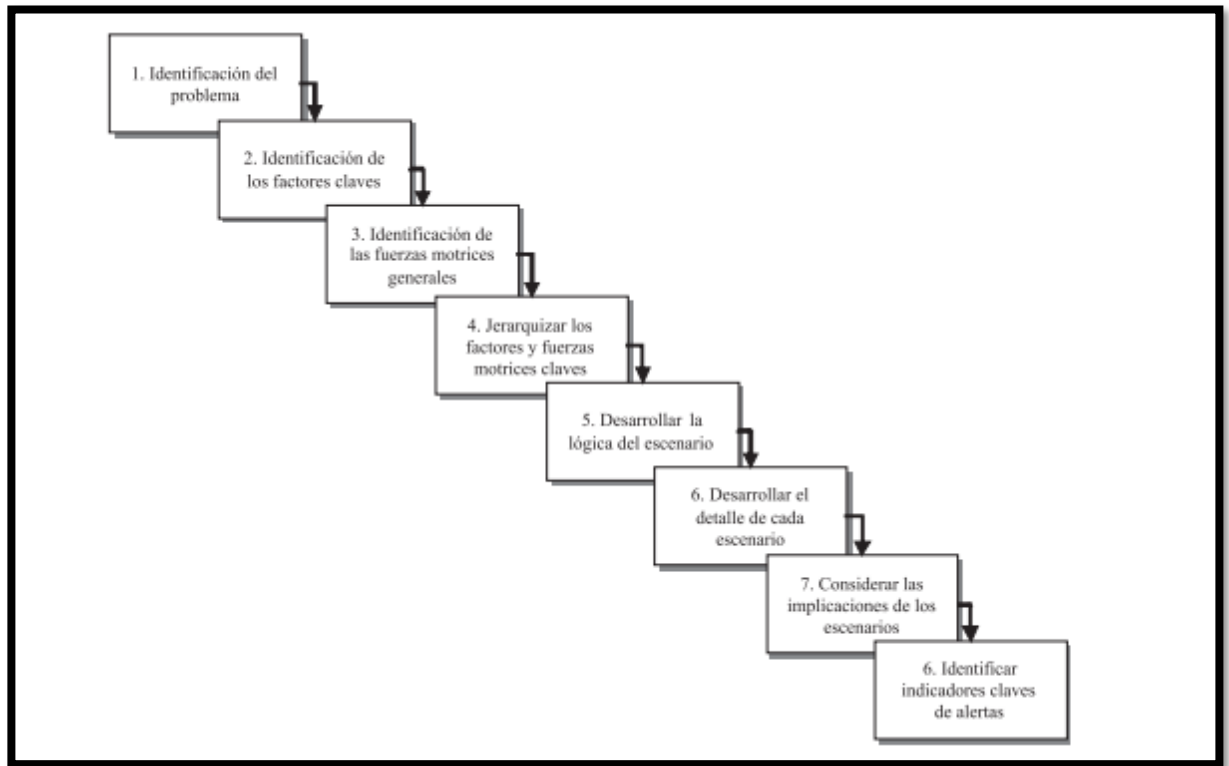 1. Identificación del
problema
2. Identificación de
los factores claves
3. Identificación de
las fuerzas motrices
generales
4. Jerarquizar los
factores y fuerzas
motrices claves
5. Desarrollar la
lógica del escenario
6. Desarrollar el
detalle de cada
escenario
7. Considerar las
implicaciones de los
escenarios
6. Identificar
indicadores claves
de alertas